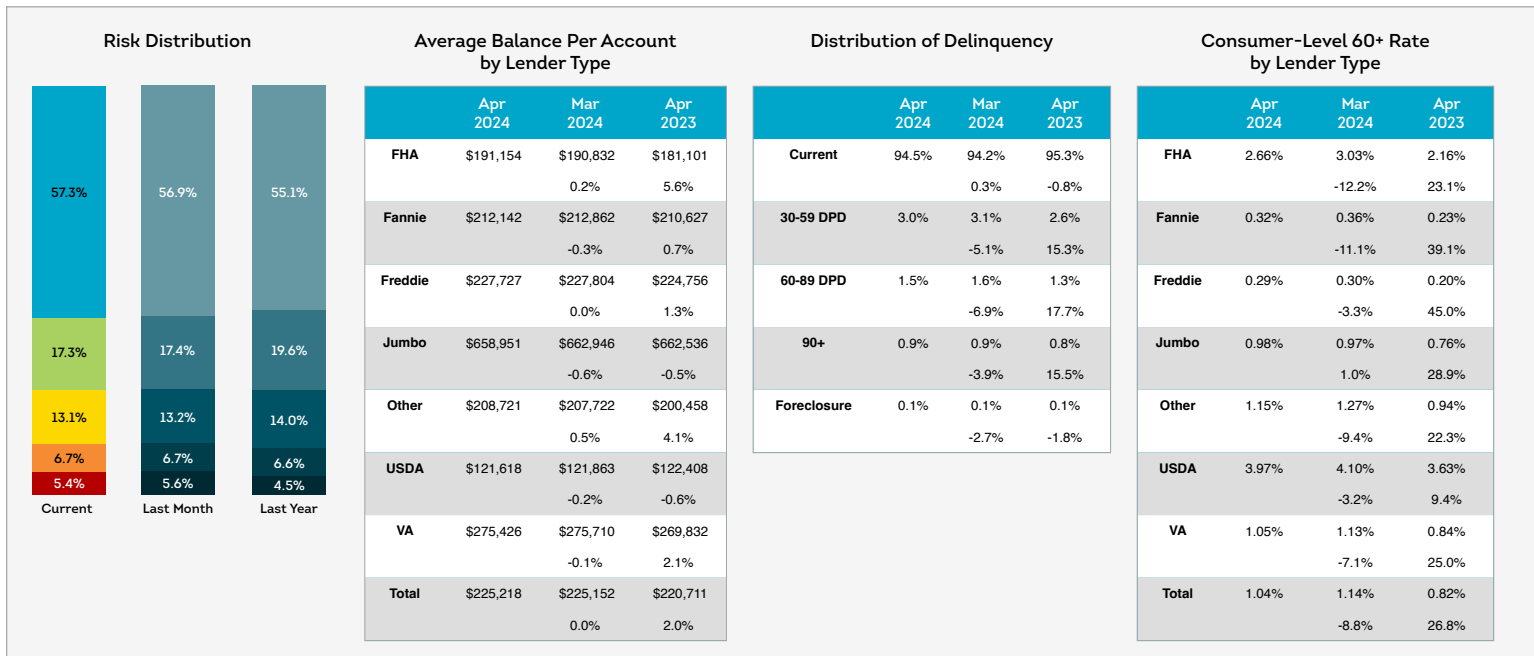 Risk Distribution
57.3%
56.9%
55.1%
17.3%
17.4%
19.6%
13.1%
13.2%
14.0%
6.7%
6.7%
6.6%
5.4%
5.6%
4.5%
Current
Last Month
Last Year
Average Balance Per Account
by Lender Type
Apr 2024 Mar 2024 Apr 2023
FHA $191,154 $190,832 $181,101
0.2% 5.6%
Fannie $212,142 $212,862 $210,627
-0.3% 0.7%
Freddie $227,727 $227,804 $224,756
0.0% 1.3%
Jumbo $658,951 $662,946 $662,536
-0.6% -0.5%
Other $208,721 $207,722 $200,458
0.5% 4.1%
USDA $121,618 $121,863 $122,408
-0.2% -0.6%
VA $275,426 $275,710 $269,832
-0.1% 2.1%
Total $225,218 $225,152 $220,711
0.0% 2.0%
Distribution of Delinquency
Apr 2024 Mar 2024 Apr 2023
Current 94.5% 94.2% 95.3%
0.3% -0.8%
30-59 DPD 3.0% 3.1% 2.6%
-5.1% 15.3%
60-89 DPD 1.5% 1.6% 1.3%
-6.9% 17.7%
90+ 0.9% 0.9% 0.8%
-3.9% 15.5%
Foreclosure 0.1% 0.1% 0.1%
-2.7% -1.8%
Consumer-Level 60+ Rate
by Lender Type
Apr 2024 Mar 2024 Apr 2023
FHA 2.66% 3.03% 2.16%
-12.2% 23.1%
Fannie 0.32% 0.36% 0.23%
-11.1% 39.1%
Freddie 0.29% 0.30% 0.20%
-3.3% 45.0%
Jumbo 0.98% 0.97% 0.76%
1.0% 28.9%
Other 1.15% 1.27% 0.94%
-9.4% 22.3%
USDA 3.97% 4.10% 3.63%
-3.2% 9.4%
VA 1.05% 1.13% 0.84%
-7.1% 25.0%
Total 1.04% 1.14% 0.82%
-8.8% 26.8%